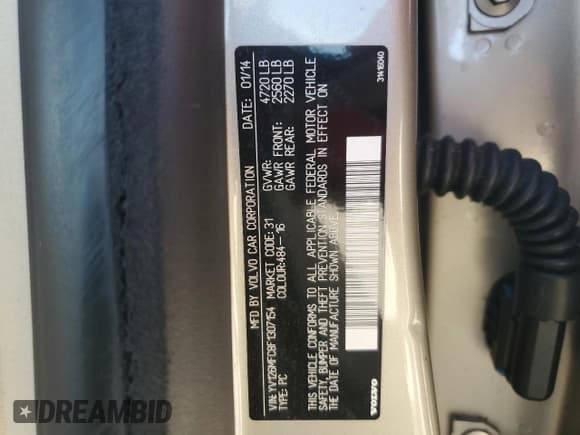 MFD BY VOLVO CAR CORPORATION DATE: 01/14
VIN: YV126MFC8F1307154 MARKET CODE: 31 GVWR: 4720 LB
TYPE: PC COLOUR: 484-16 GAWR FRONT: 2560 LB
GAWR REAR: 2270 LB
THIS VEHICLE CONFORMS TO ALL APPLICABLE FEDERAL MOTOR VEHICLE
SAFETY, BUMPER AND THEFT PREVENTION STANDARDS IN EFFECT ON
THE DATE OF MANUFACTURE SHOWN ABOVE.
VOLVO
31416040
DREAMBID